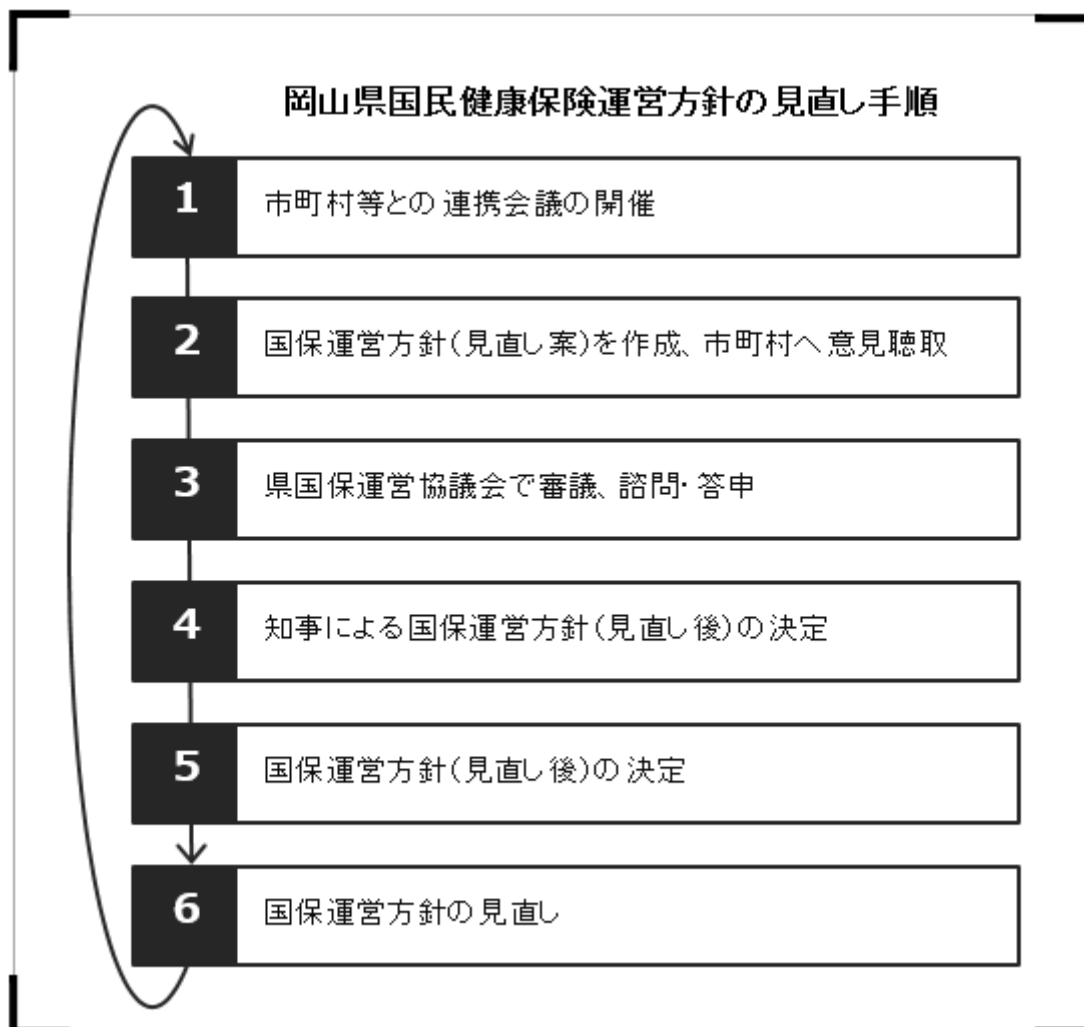 岡山県国民健康保険運営方針の見直し手順
1
市町村等との連携会議の開催
2
国保運営方針(見直し案)を作成、市町村へ意見聴取
3
県国保運営協議会で審議、諮問・答申
4
知事による国保運営方針(見直し後)の決定
5
国保運営方針(見直し後)の決定
6
国保運営方針の見直し